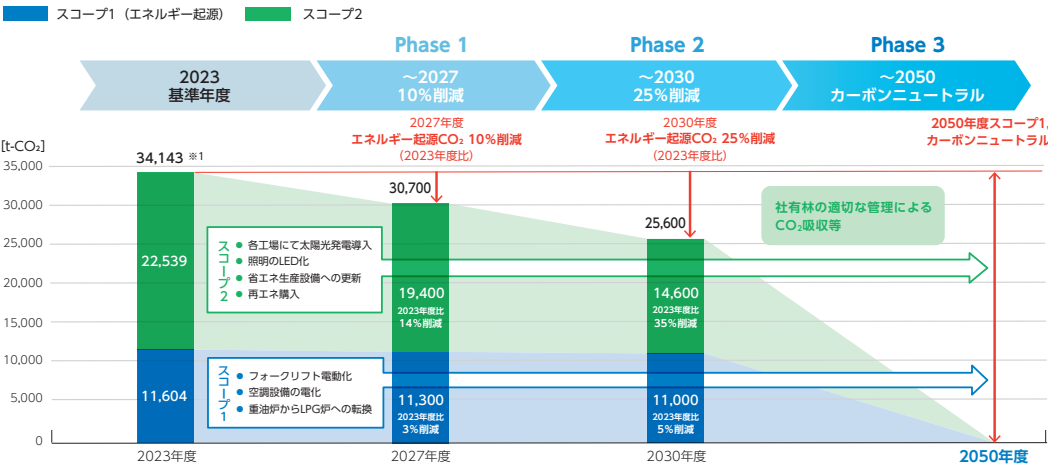 スコープ1（エネルギー起源）
スコープ2
Phase 1
Phase 2
Phase 3
2023
基準年度
～2027
10％削減
～2030
25％削減
～2050
カーボンニュートラル
2027年度
エネルギー起源CO₂ 10％削減
（2023年度比）
2030年度
エネルギー起源CO₂ 25％削減
（2023年度比）
2050年度スコープ1,
カーボンニュートラル
[t-CO₂]
35,000
30,000
25,000
20,000
15,000
10,000
5,000
0
34,143 ※1
22,539
11,604
30,700
19,400
2023年度比
14％削減
11,300
2023年度比
3％削減
25,600
14,600
2023年度比
35％削減
11,000
2023年度比
5％削減
スコープ2
● 各工場にて太陽光発電導入
● 照明のLED化
● 省エネ生産設備への更新
● 再エネ購入
スコープ1
● フォークリフト電動化
● 空調設備の電化
● 重油炉からLPG炉への転換
社有林の適切な管理による
CO₂吸収等
2023年度
2027年度
2030年度
2050年度